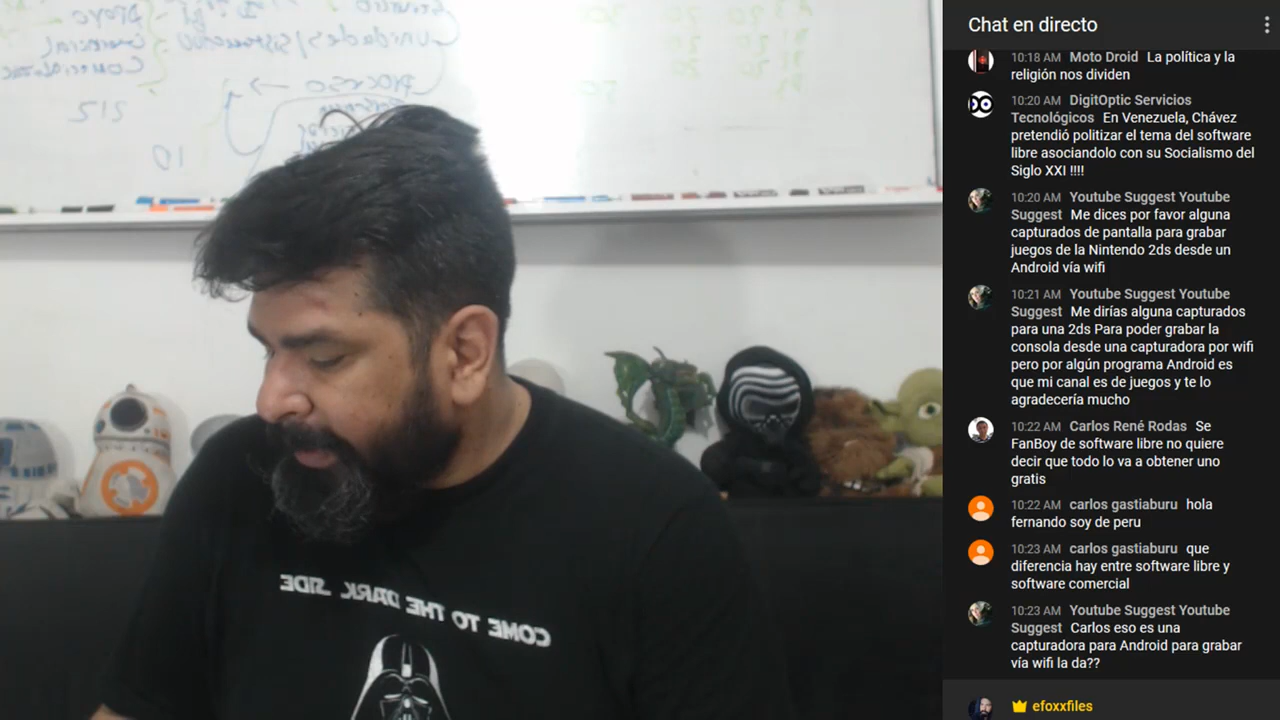 Chat en directo
10:18 AM Moto Droid La política y la
religión nos dividen
10:20 AM DigitOptic Servicios
Tecnológicos En Venezuela, Chávez
pretendió politizar el tema del software
libre asociandolo con su Socialismo del
Siglo XXI !!!!
10:20 AM Youtube Suggest Youtube
Suggest Me dices por favor alguna
capturados de pantalla para grabar
juegos de la Nintendo 2ds desde un
Android vía wifi
10:21 AM Youtube Suggest Youtube
Suggest Me dirías alguna capturados
para una 2ds Para poder grabar la
consola desde una capturadora por wifi
pero por algún programa Android es
que mi canal es de juegos y te lo
agradecería mucho
10:22 AM Carlos René Rodas Se
FanBoy de software libre no quiere
decir que todo lo va a obtener uno
gratis
10:22 AM carlos gastiaburu hola
fernando soy de peru
10:23 AM carlos gastiaburu que
diferencia hay entre software libre y
software comercial
10:23 AM Youtube Suggest Youtube
Suggest Carlos eso es una
capturadora para Android para grabar
vía wifi la da??
efoxxfiles
proceso
212
10
COME TO THE DARK SIDE